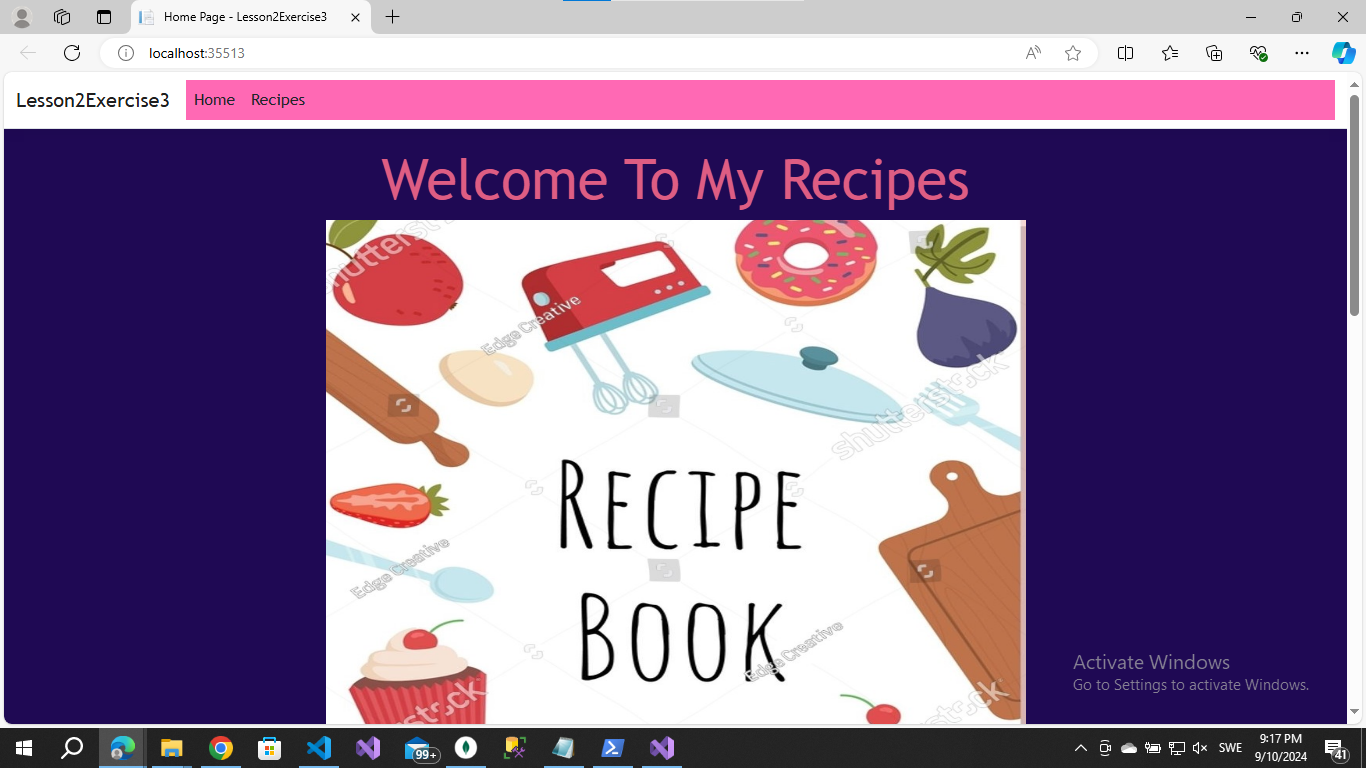 Home Page - Lesson2Exercise3
localhost:35513
Lesson2Exercise3
Home
Recipes
Welcome To My Recipes
shutterstock
Edge Creative
shutterstock
RECIPE
Edge Creative
BOOK
Edge Creative
shutterstock
shutterstock
Activate Windows
Go to Settings to activate Windows.
99+
SWE
9:17 PM
9/10/2024
41